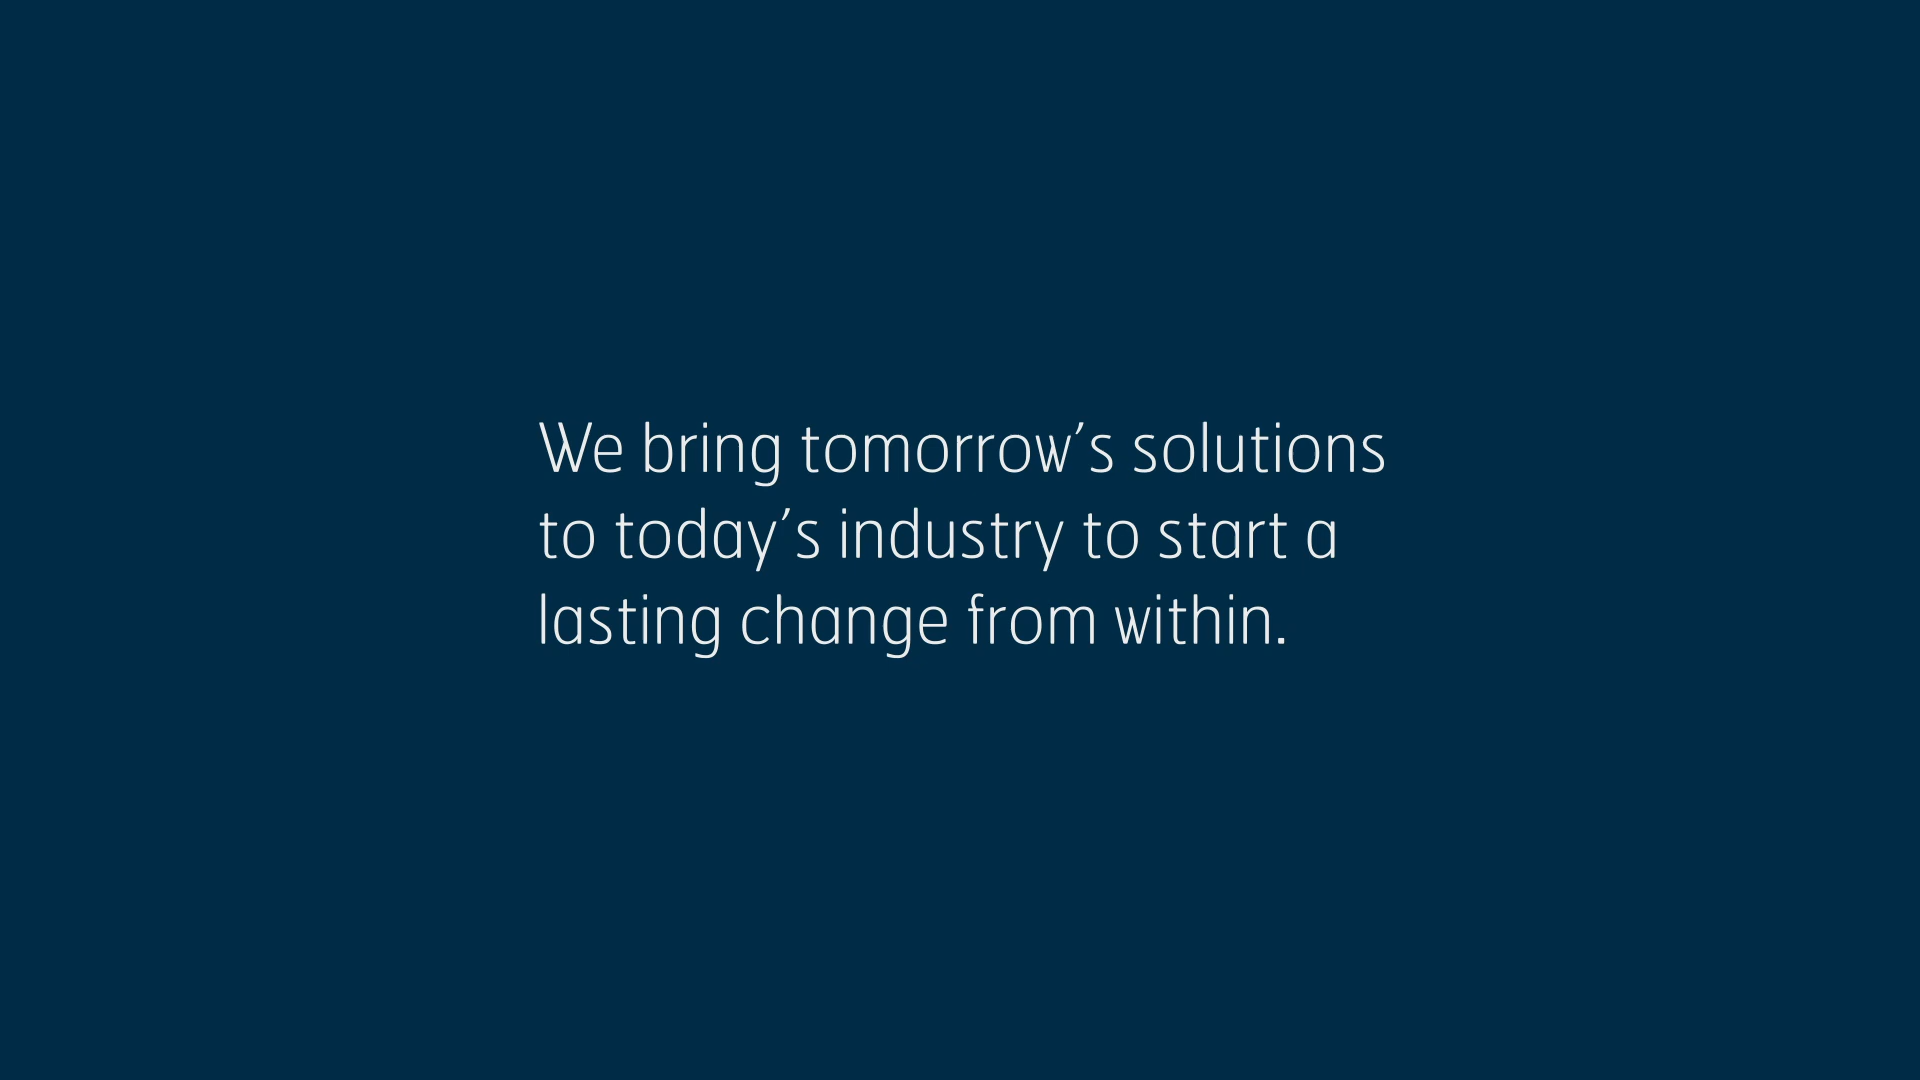 We bring tomorrow’s solutions
to today’s industry to start a
lasting change from within.